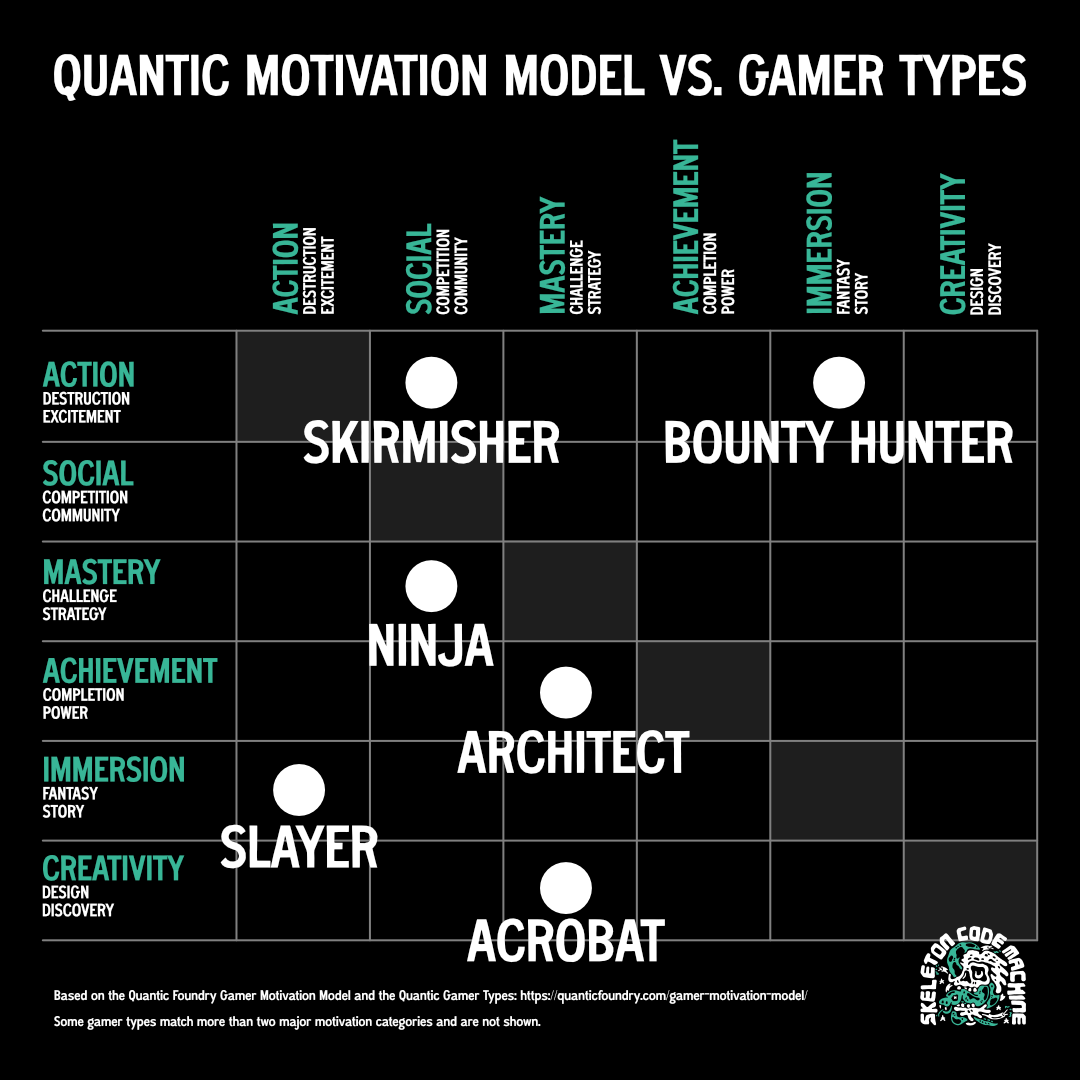 QUANTIC MOTIVATION MODEL VS. GAMER TYPES
ACTION
DESTRUCTION
EXCITEMENT
SOCIAL
COMPETITION
COMMUNITY
MASTERY
CHALLENGE
STRATEGY
ACHIEVEMENT
COMPLETION
POWER
IMMERSION
FANTASY
STORY
CREATIVITY
DESIGN
DISCOVERY
ACTION
DESTRUCTION
EXCITEMENT
SKIRMISHER
BOUNTY HUNTER
SOCIAL
COMPETITION
COMMUNITY
MASTERY
CHALLENGE
STRATEGY
NINJA
ACHIEVEMENT
COMPLETION
POWER
ARCHITECT
IMMERSION
FANTASY
STORY
SLAYER
CREATIVITY
DESIGN
DISCOVERY
ACROBAT
Based on the Quantic Foundry Gamer Motivation Model and the Quantic Gamer Types: https://quanticfoundry.com/gamer-motivation-model/
Some gamer types match more than two major motivation categories and are not shown.
SKELETON CODE MACHINE